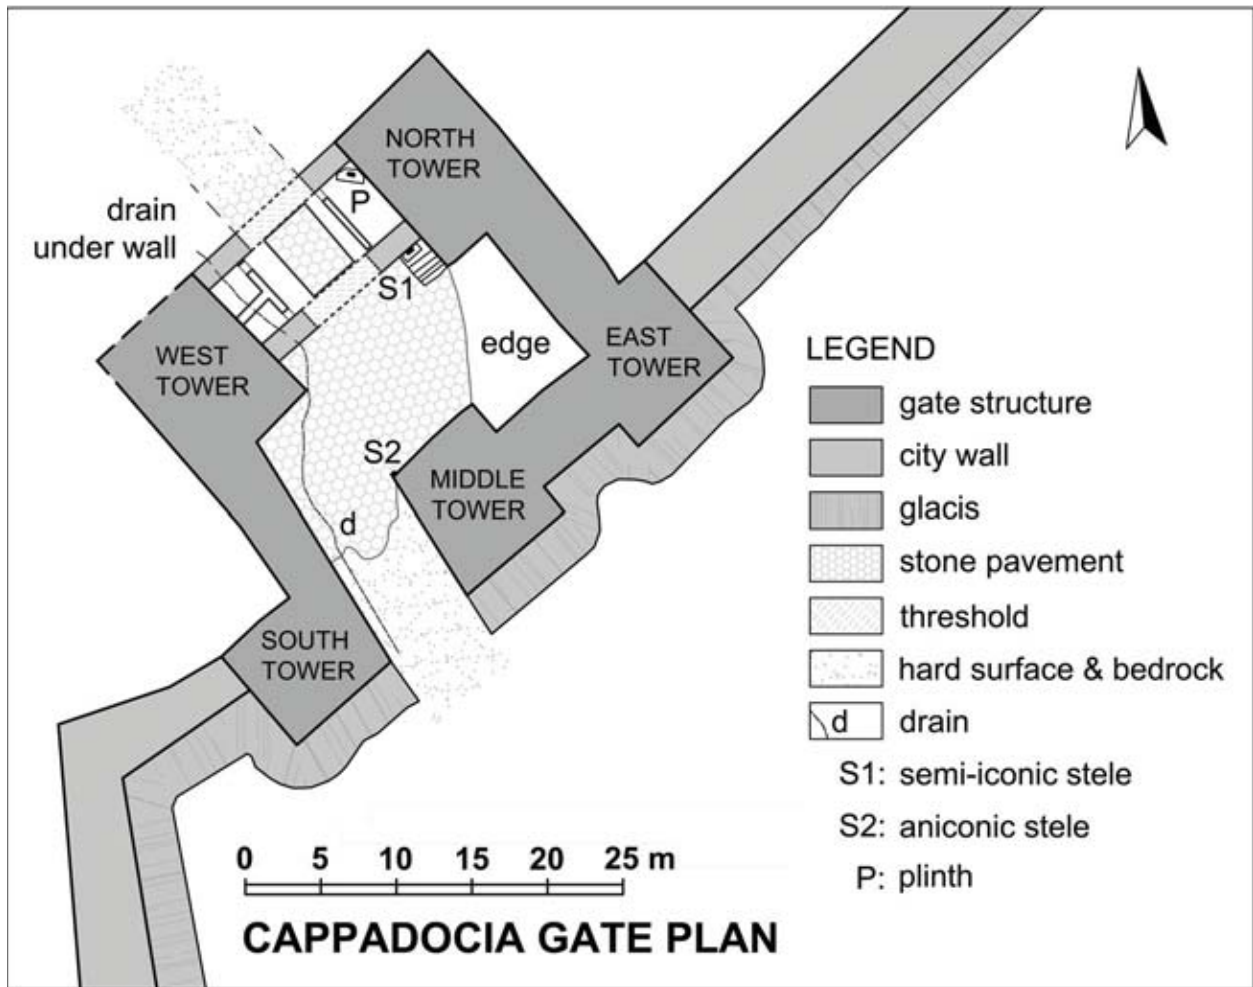 NORTH
TOWER
drain
under wall
P
S1
WEST
TOWER
edge
EAST
TOWER
S2
MIDDLE
TOWER
d
SOUTH
TOWER
LEGEND
gate structure
city wall
glacis
stone pavement
threshold
hard surface & bedrock
d drain
S1: semi-iconic stele
S2: aniconic stele
P: plinth
0 5 10 15 20 25 m
CAPPADOCIA GATE PLAN